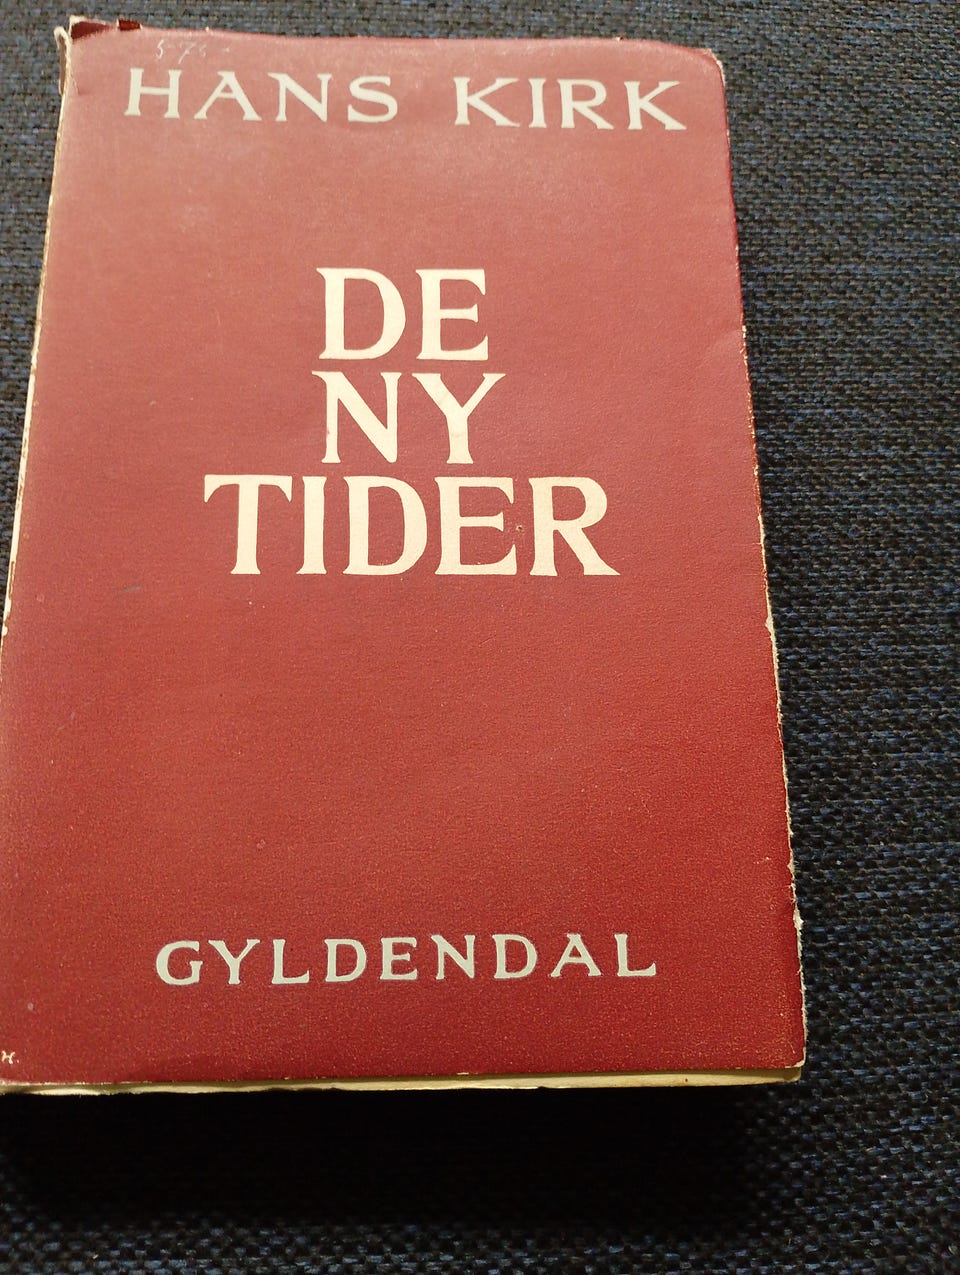 HANS KIRK
DE
NY
TIDER
GYLDENDAL